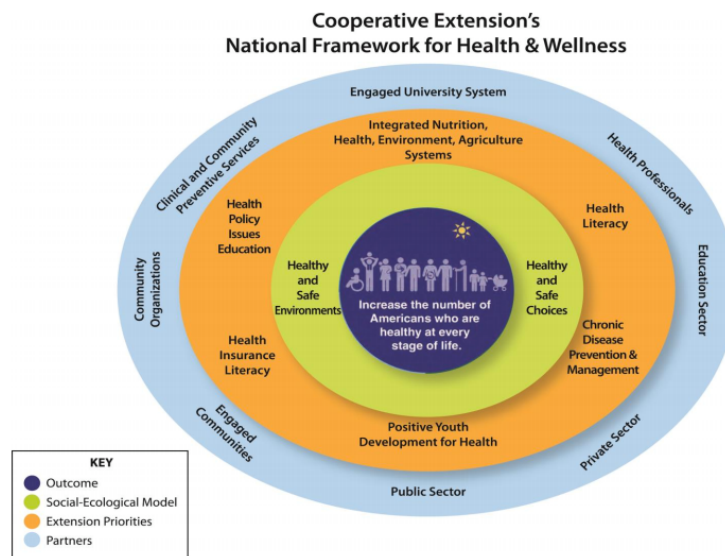 Cooperative Extension's
National Framework for Health & Wellness
Engaged University System
Clinical and Community
Preventive Services
Health Professionals
Community
Organizations
Education Sector
Engaged
Communities
Private Sector
Public Sector
Integrated Nutrition,
Health, Environment, Agriculture
Systems
Health
Policy
Issues
Education
Health
Literacy
Health
Insurance
Literacy
Chronic
Disease
Prevention &
Management
Positive Youth
Development for Health
Healthy
and
Safe
Environments
Healthy
and
Safe
Choices
Increase the number of
Americans who are
healthy at every
stage of life.
KEY
Outcome
Social-Ecological Model
Extension Priorities
Partners